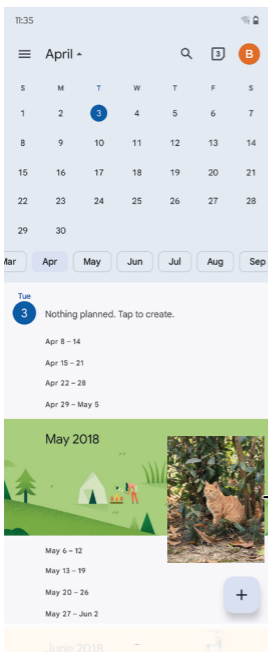 11:35
April
3
B
S M T W T F S
1 2 3 4 5 6 7
8 9 10 11 12 13 14
15 16 17 18 19 20 21
22 23 24 25 26 27 28
29 30
Mar Apr May Jun Jul Aug Sep
Tue
3 Nothing planned. Tap to create.
Apr 8 – 14
Apr 15 – 21
Apr 22 – 28
Apr 29 – May 5
May 2018
May 6 – 12
May 13 – 19
May 20 – 26
May 27 – Jun 2
+
June 2018